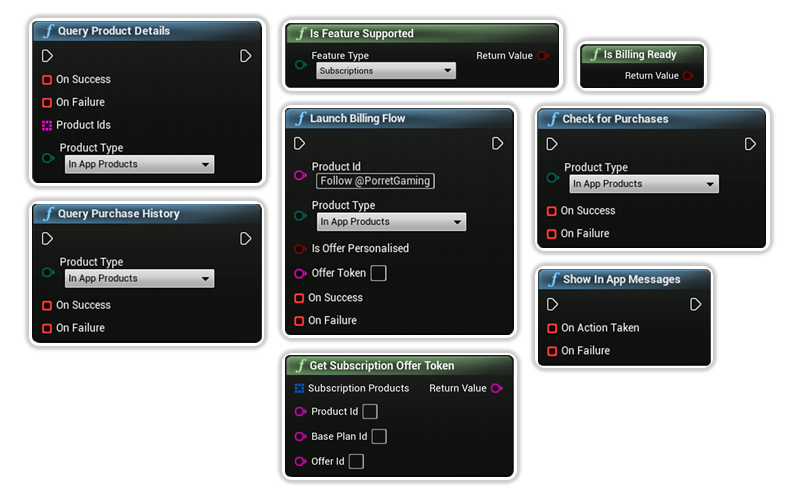 Query Product Details
On Success
On Failure
Product Ids
Product Type
In App Products
Query Purchase History
Product Type
In App Products
On Success
On Failure
Is Feature Supported
Feature Type
Return Value
Subscriptions
Launch Billing Flow
Product Id
Follow @PorretGaming
Product Type
In App Products
Is Offer Personalised
Offer Token
On Success
On Failure
Get Subscription Offer Token
Subscription Products
Return Value
Product Id
Base Plan Id
Offer Id
Is Billing Ready
Return Value
Check for Purchases
Product Type
In App Products
On Success
On Failure
Show In App Messages
On Action Taken
On Failure